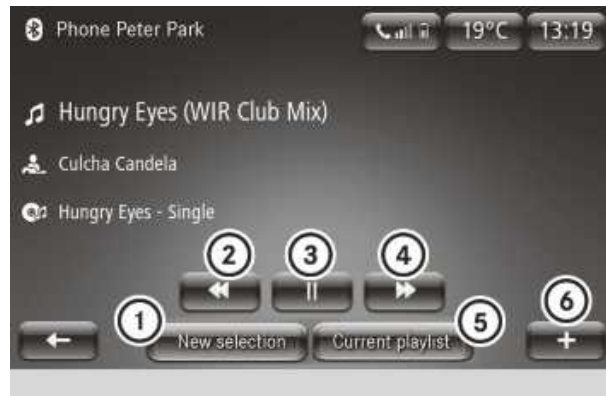 Phone Peter Park
19°C
13:19
Hungry Eyes (WIR Club Mix)
Culcha Candela
Hungry Eyes - Single
2
3
4
6
1
New selection
Current playlist
5
+